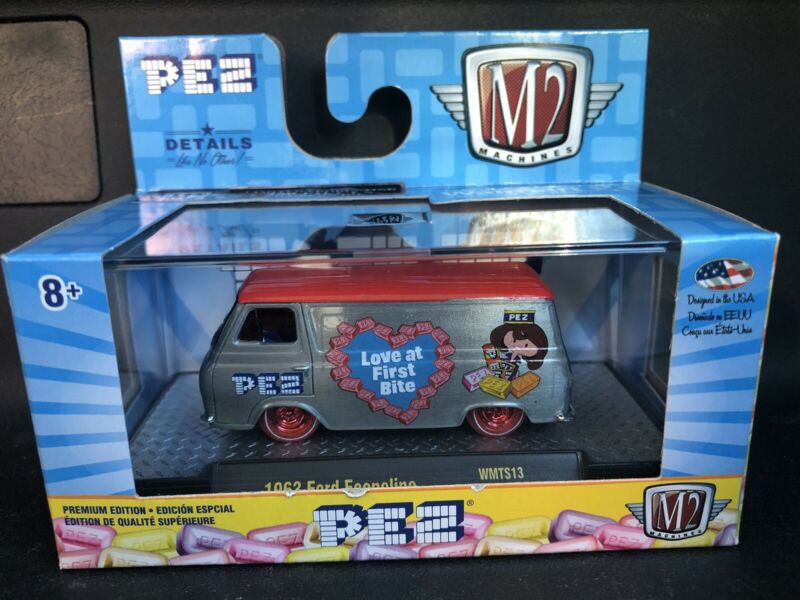 PEZ
DETAILS
Like No Other!
M2
MACHINES
8+
Designed in the USA
Diseñado en EEUU
Conçu aux États-Unis
PEZ
Love at
First
Bite
PEZ
WMTS13
Ford Econoline
PREMIUM EDITION • EDICIÓN ESPCIAL
ÉDITION DE QUALITÉ SUPÉRIEURE
PEZ®
M2
MACHINES